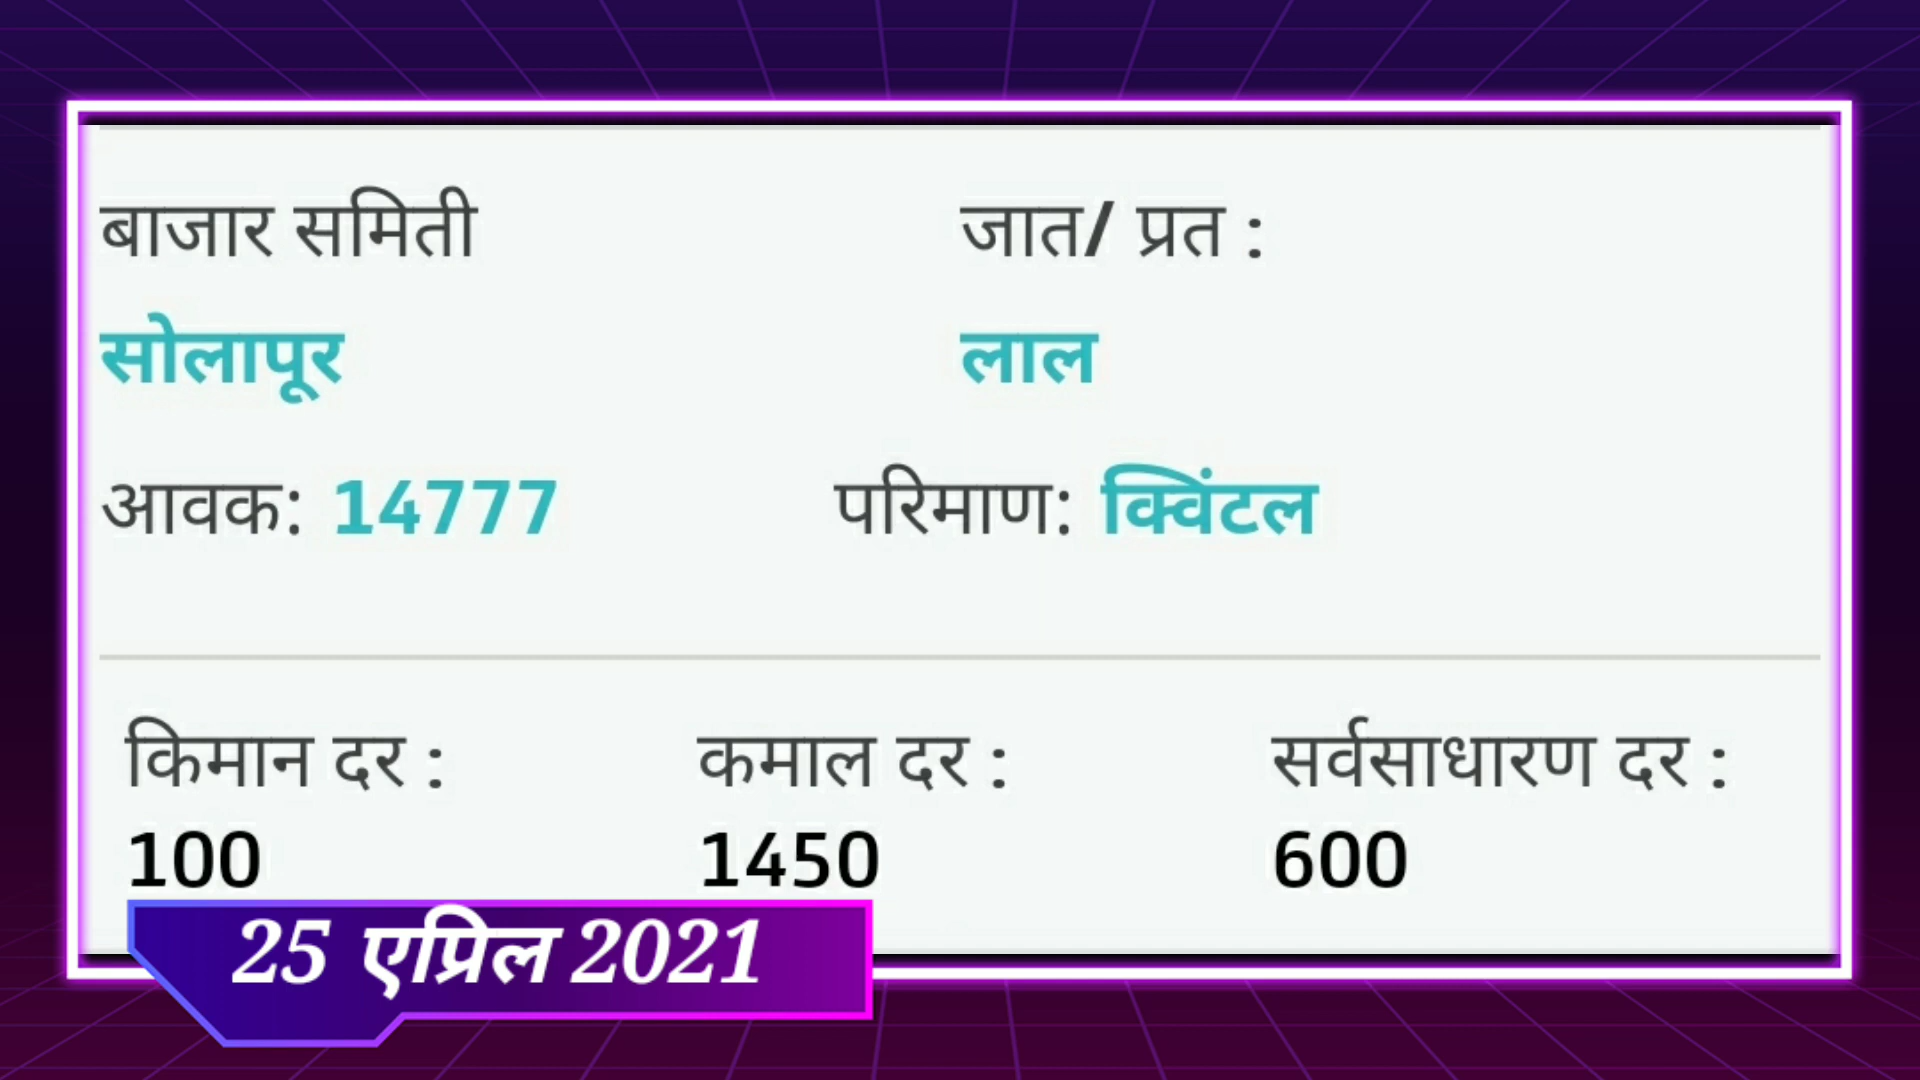 बाजार समिती जात/ प्रत :
सोलापूर लाल
आवक: 14777 परिमाण: क्विंटल
किमान दर : कमाल दर : सर्वसाधारण दर :
100 1450 600
25 एप्रिल 2021